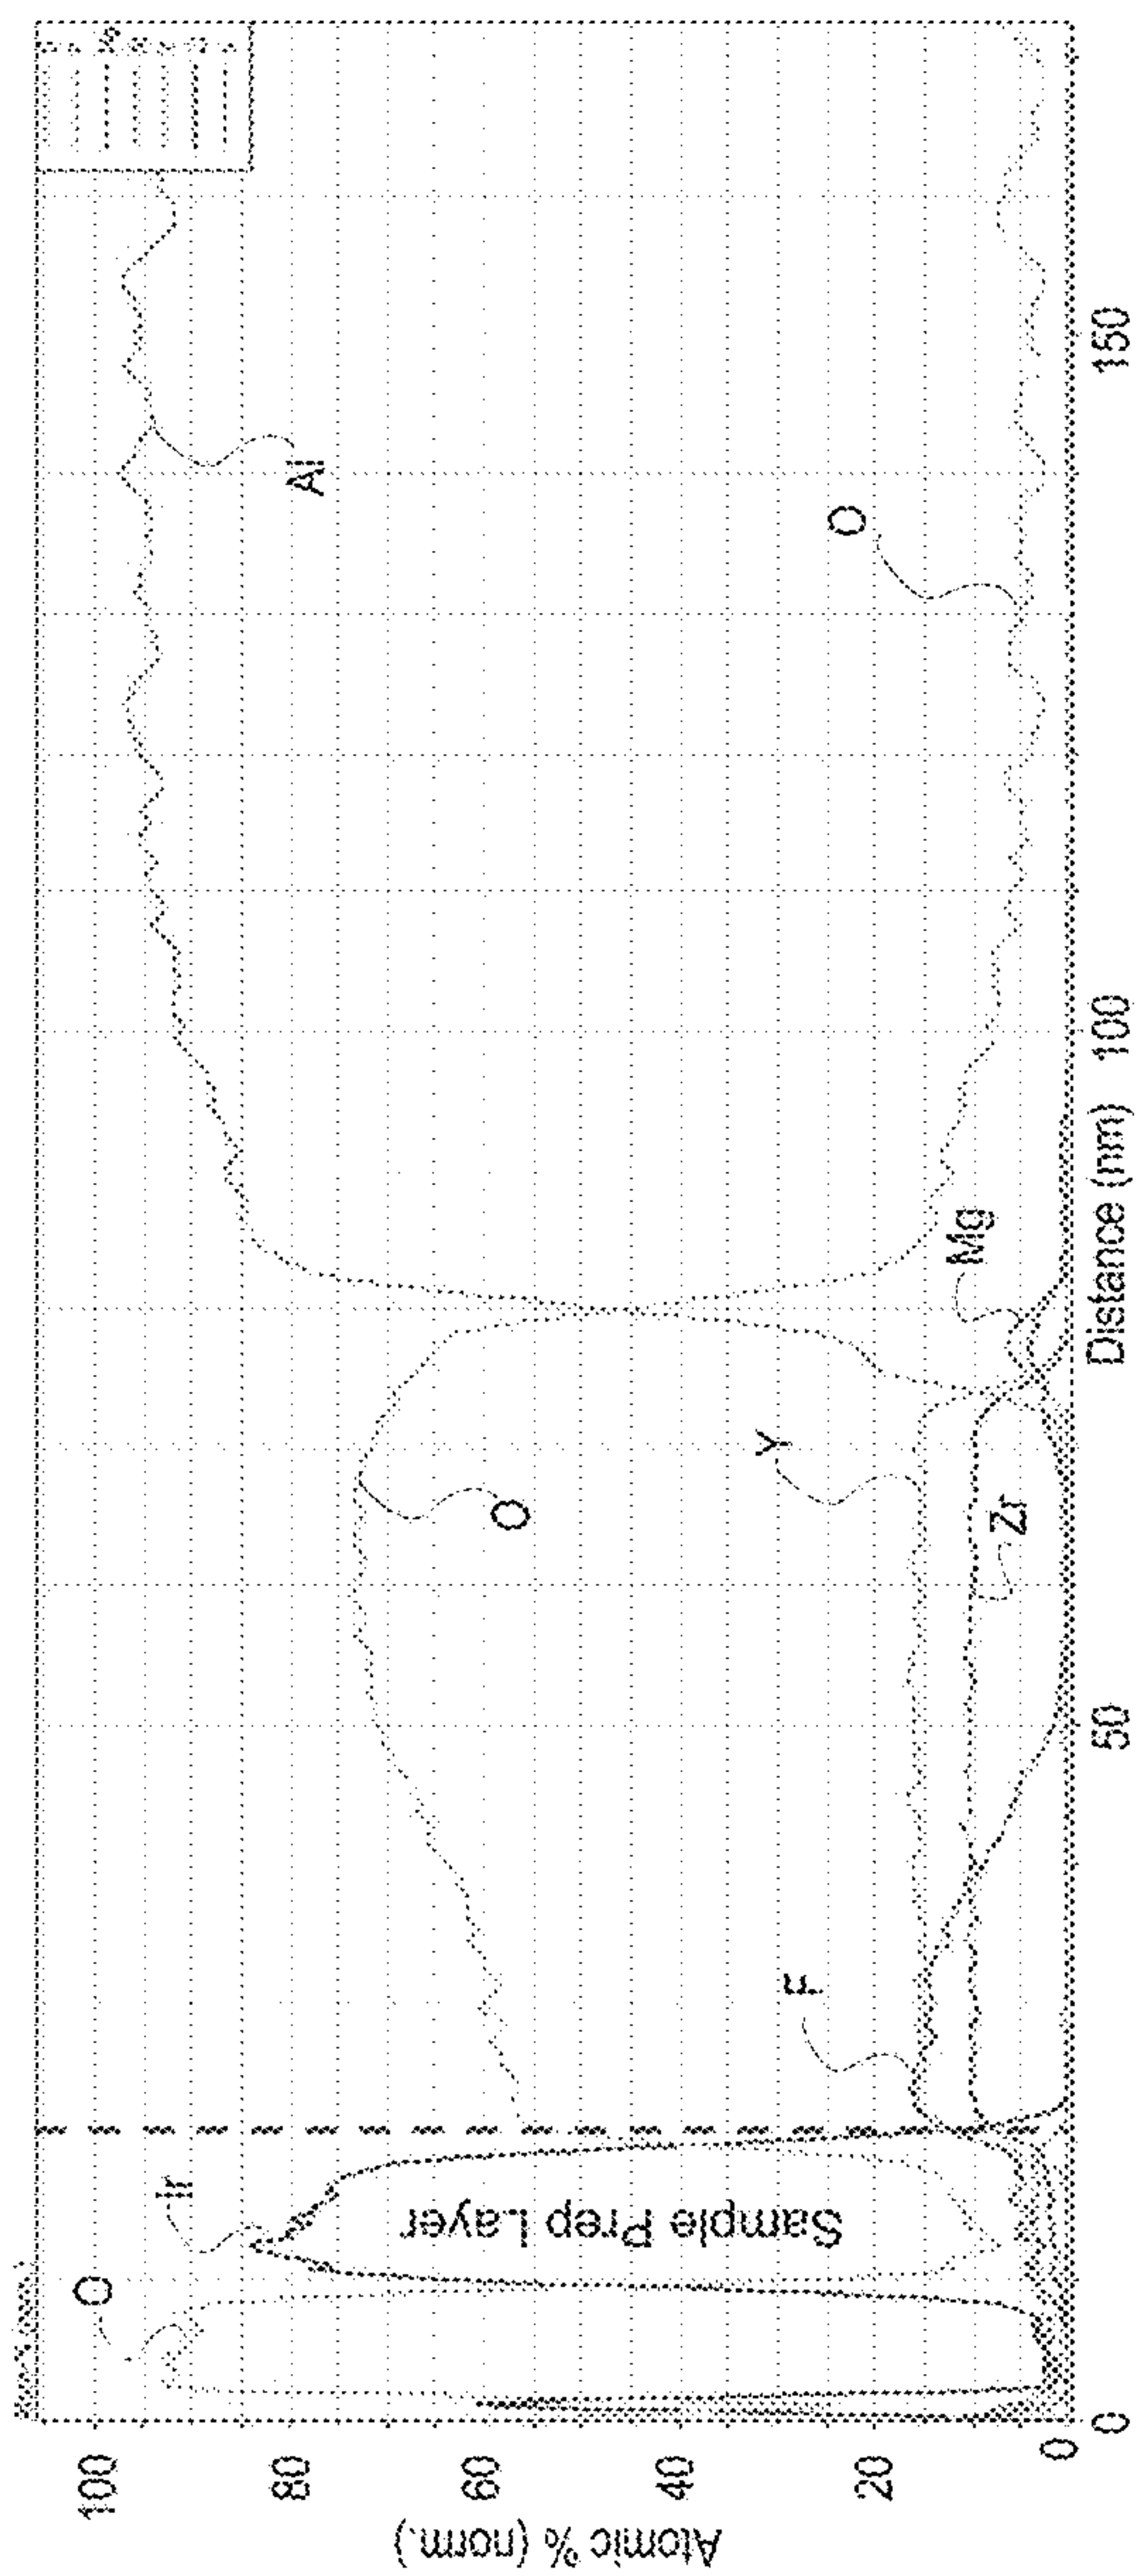 Atomic % (norm.)
100
80
60
40
20
0
O
Ir
Sample Prep Layer
F
O
Y
Zr
Mg
Al
O
0
50
100
150
Distance (nm)